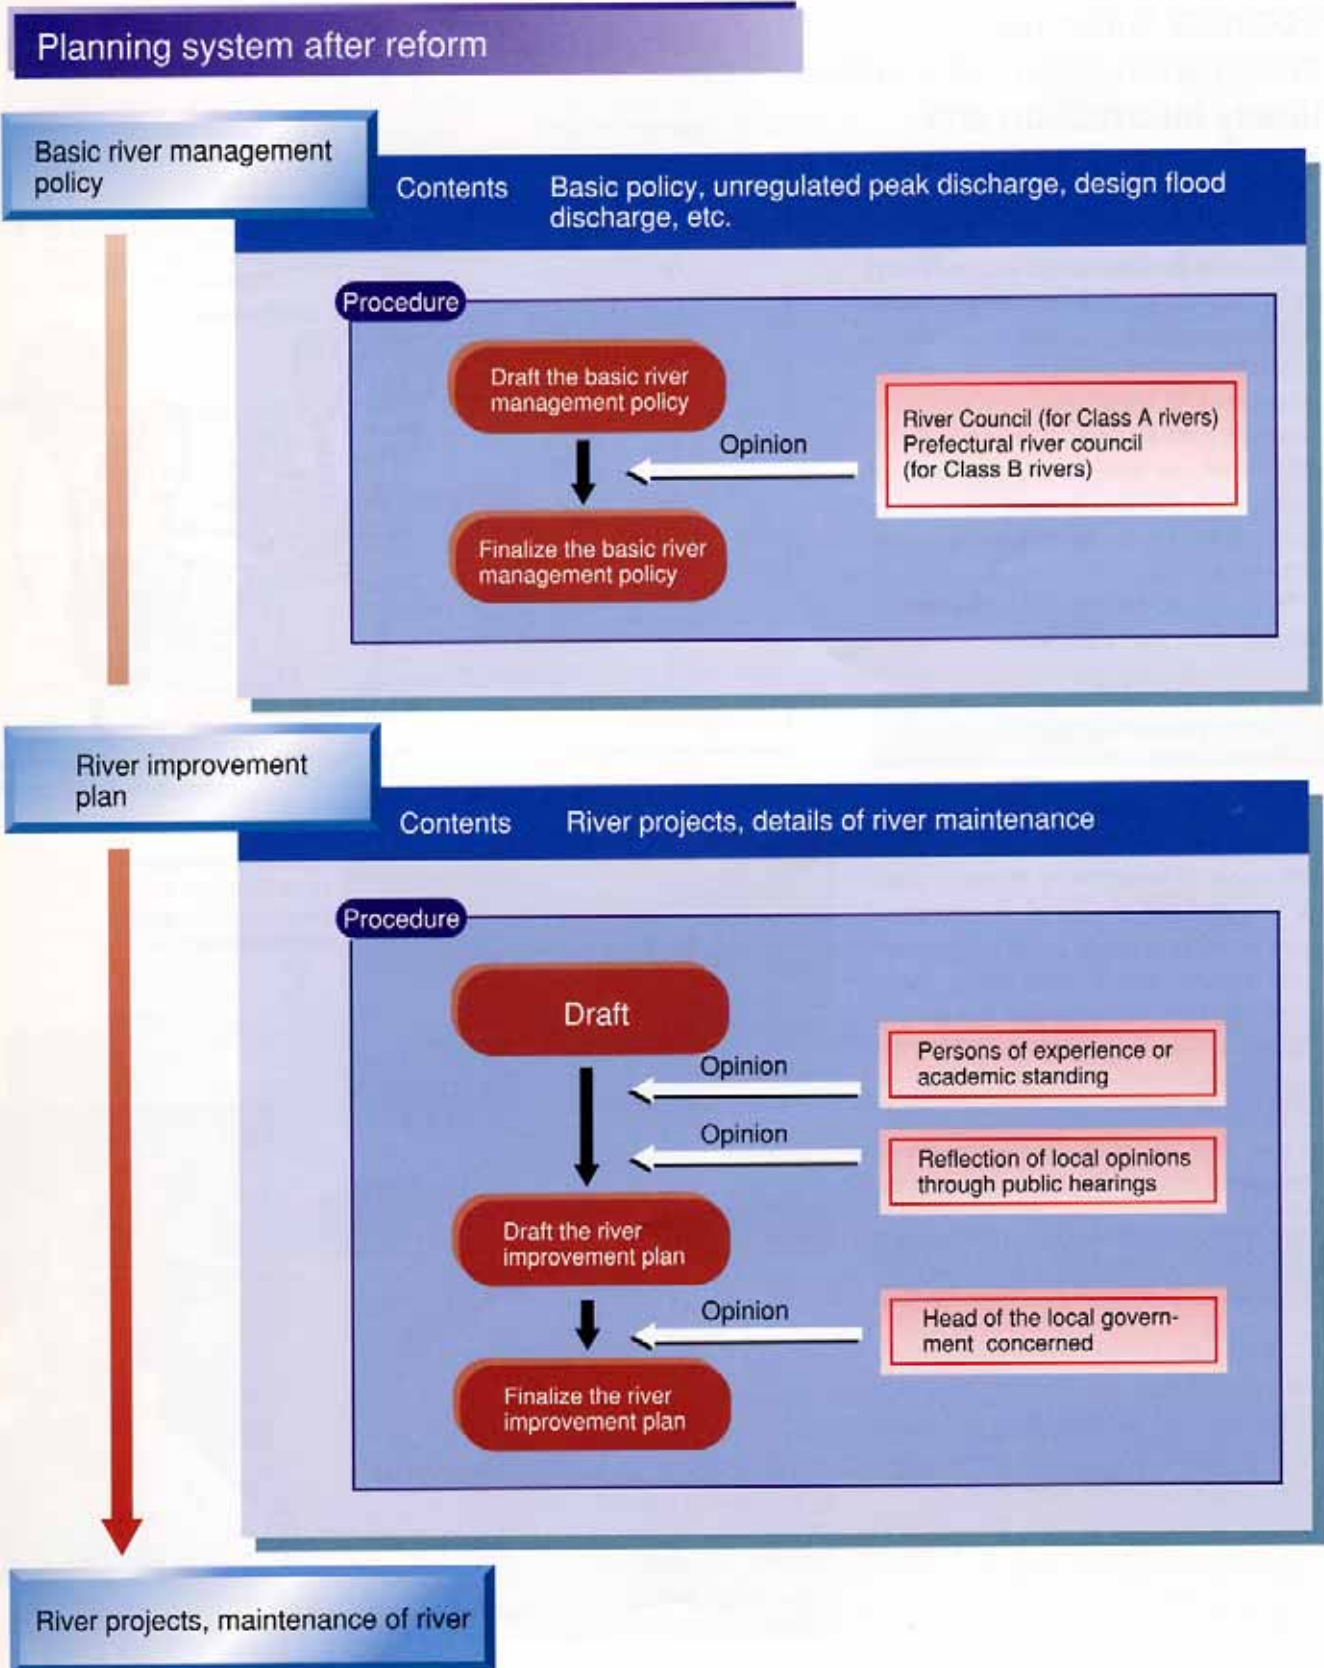 Planning system after reform
Basic river management
policy
Contents Basic policy, unregulated peak discharge, design flood
discharge, etc.
Procedure
Draft the basic river
management policy
Opinion
River Council (for Class A rivers)
Prefectural river council
(for Class B rivers)
Finalize the basic river
management policy
River improvement
plan
Contents River projects, details of river maintenance
Procedure
Draft
Opinion
Persons of experience or
academic standing
Opinion
Reflection of local opinions
through public hearings
Draft the river
improvement plan
Opinion
Head of the local govern-
ment concerned
Finalize the river
improvement plan
River projects, maintenance of river